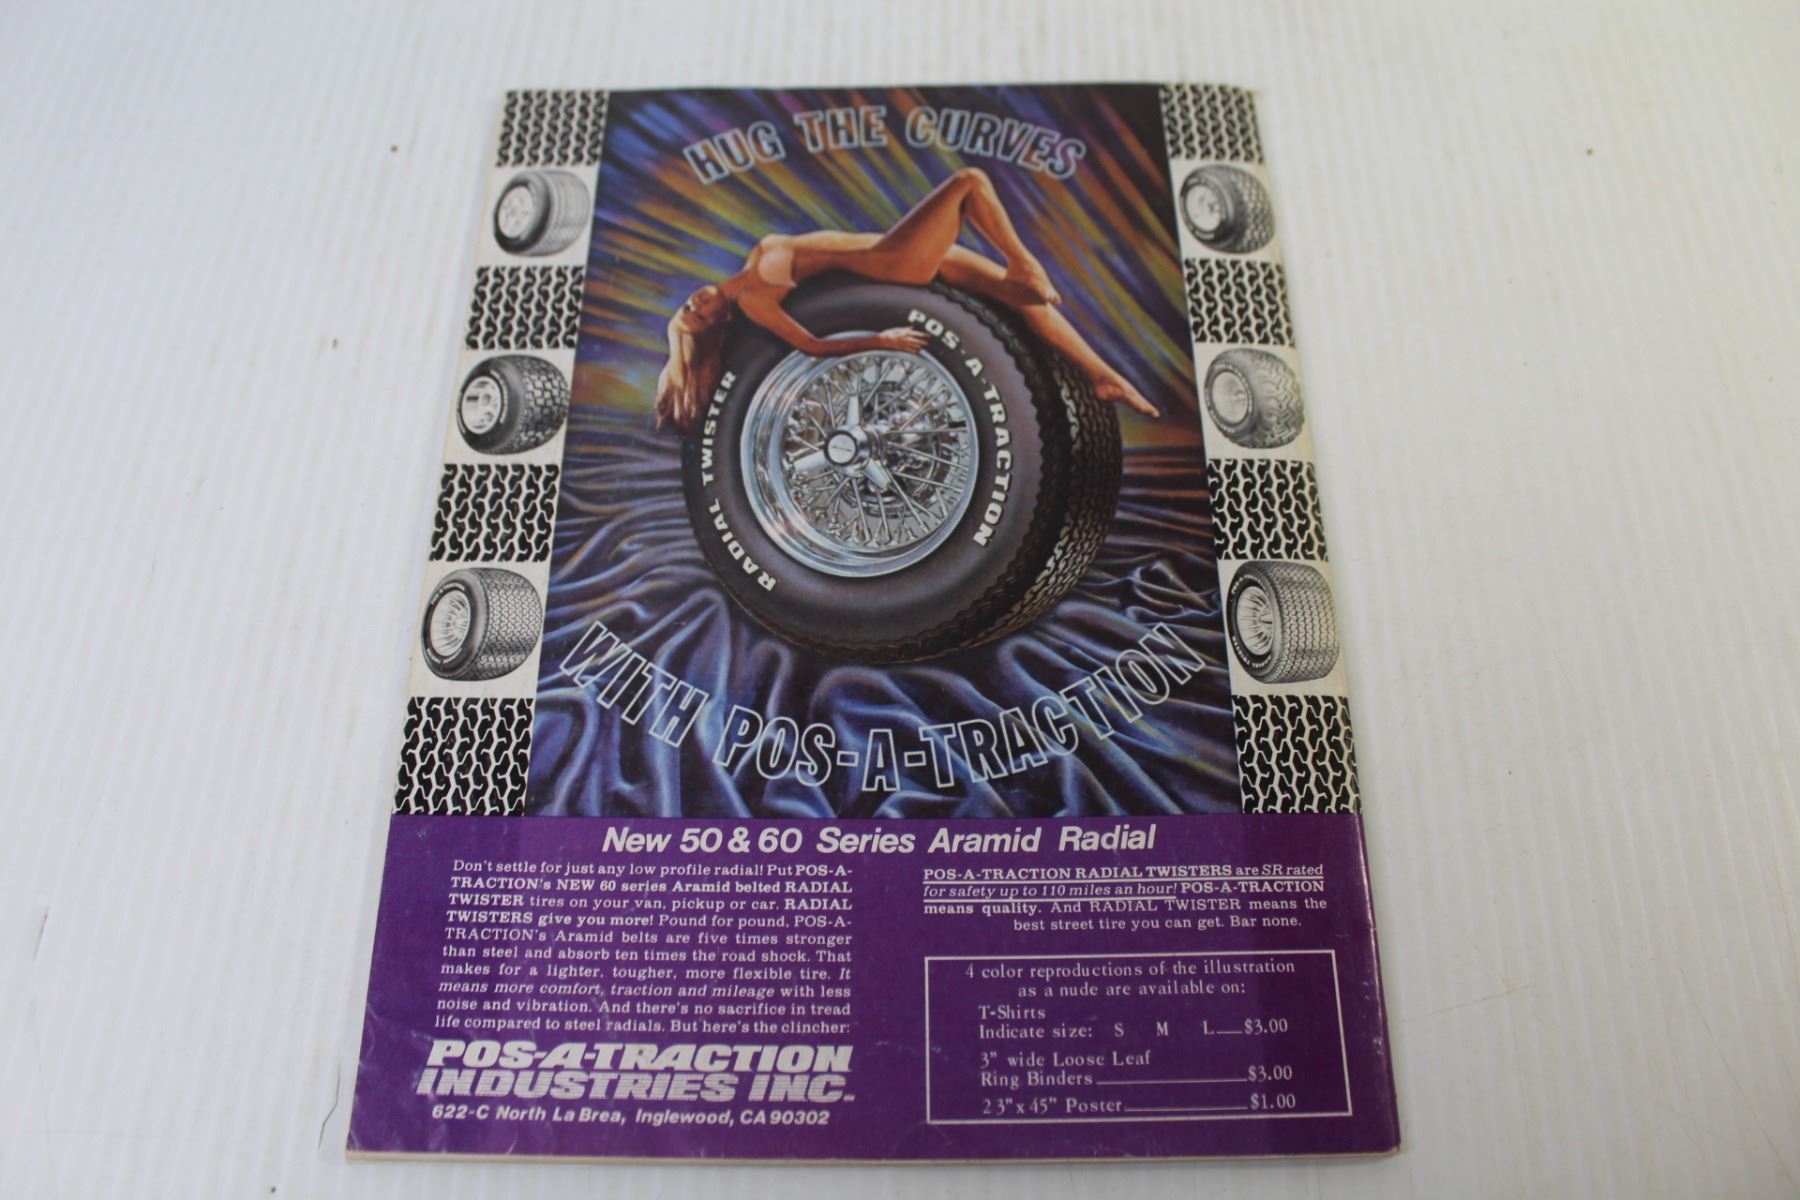 HUG THE CURVES
POS-A-TRACTION
RADIAL TWISTER
WITH POS-A-TRACTION
New 50 & 60 Series Aramid Radial
Don't settle for just any low profile radial! Put POS-A-
TRACTION's NEW 60 series Aramid belted RADIAL
TWISTER tires on your van, pickup or car. RADIAL
TWISTERS give you more! Pound for pound, POS-A-
TRACTION's Aramid belts are five times stronger
than steel and absorb ten times the road shock. That
makes for a lighter, tougher, more flexible tire. It
means more comfort, traction and mileage with less
noise and vibration. And there's no sacrifice in tread
life compared to steel radials. But here's the clincher:
POS-A-TRACTION RADIAL TWISTERS are SR rated
for safety up to 110 miles an hour! POS-A-TRACTION
means quality. And RADIAL TWISTER means the
best street tire you can get. Bar none.
POS-A-TRACTION
INDUSTRIES INC.
622-C North La Brea, Inglewood, CA 90302
4 color reproductions of the illustration
as a nude are available on:
T-Shirts
Indicate size: S M L $3.00
3" wide Loose Leaf
Ring Binders $3.00
23" x 45" Poster $1.00